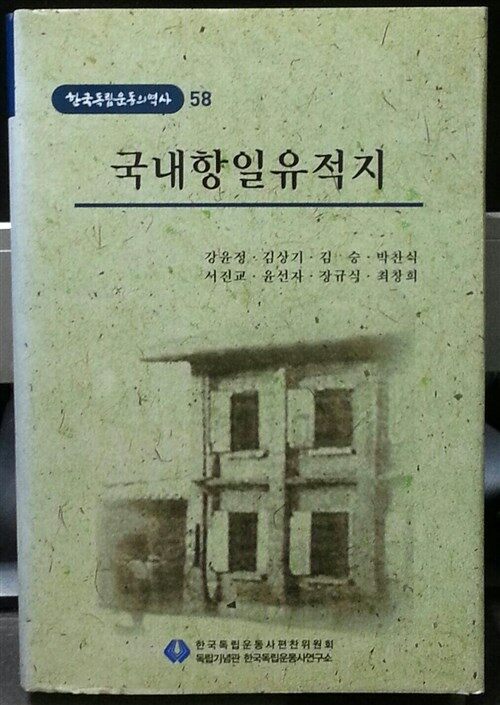 한국독립운동의역사 58
국내항일유적지
강윤정·김상기·김 승·박찬식
서진교·윤선자·장규식·최창희
한국독립운동사편찬위원회
독립기념관 한국독립운동사연구소